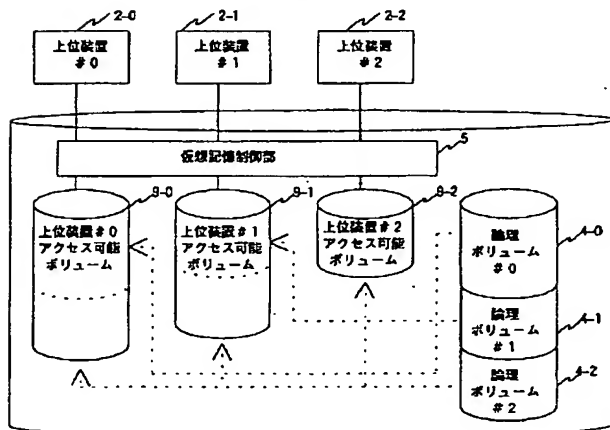 2-0
2-1
2-2
上位装置
#0
上位装置
#1
上位装置
#2
仮想記憶制御部
5
9-0
9-1
9-2
上位装置#0
アクセス可能
ボリューム
上位装置#1
アクセス可能
ボリューム
上位装置#2
アクセス可能
ボリューム
論理
ボリューム
#0
4-0
論理
ボリューム
#1
4-1
論理
ボリューム
#2
4-2